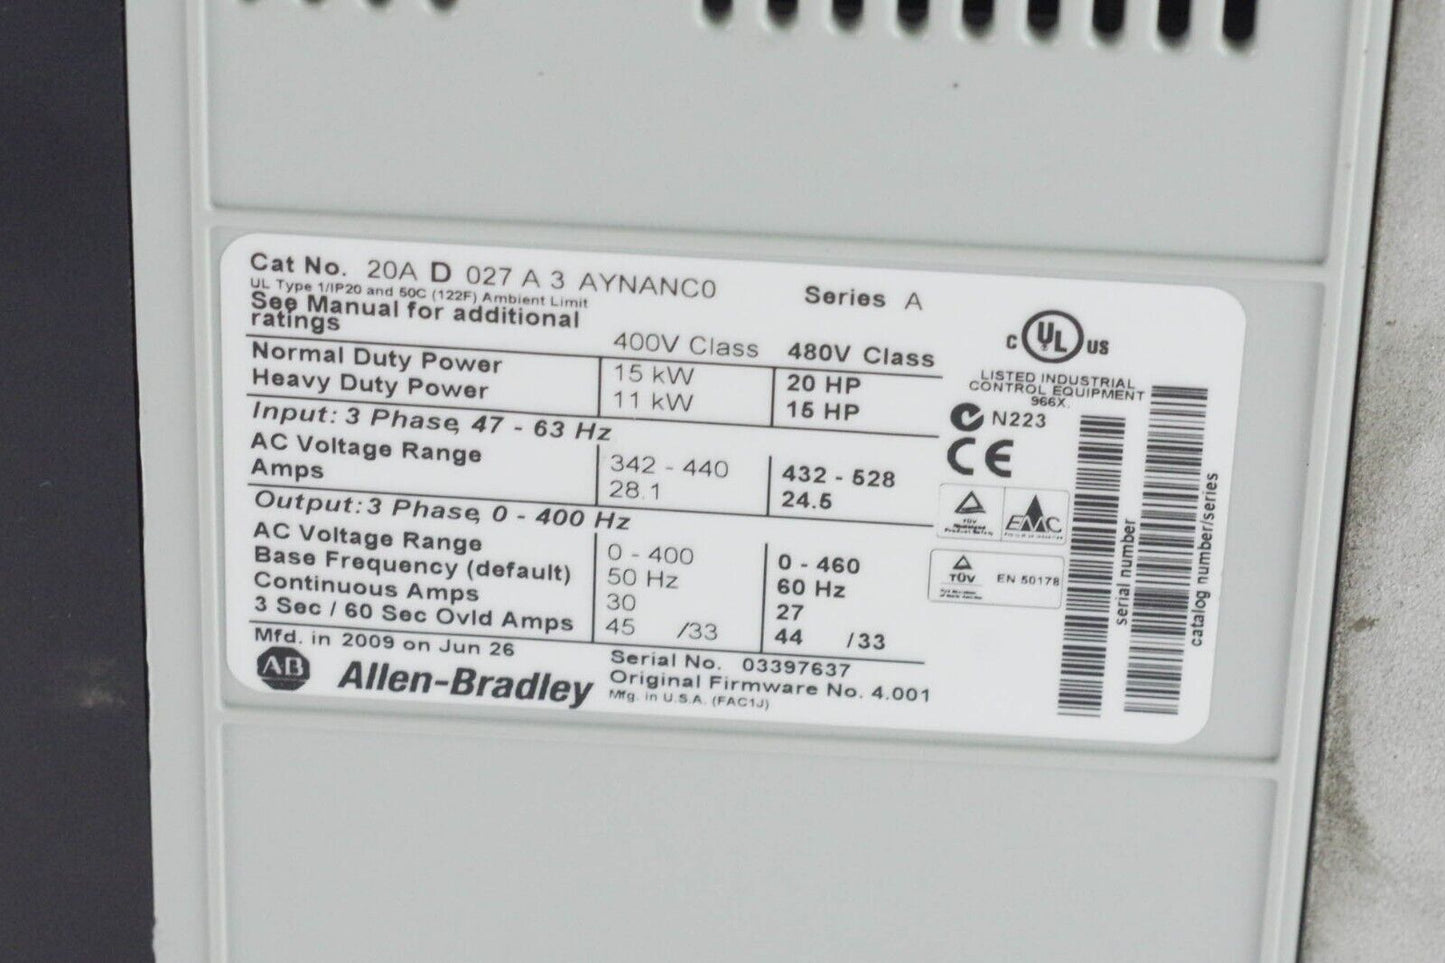 Cat No. 20A D 027 A 3 AYNANC0 Series A
UL Type 1/IP20 and 50C (122F) Ambient Limit
See Manual for additional
ratings
400V Class 480V Class
Normal Duty Power 15 kW 20 HP
Heavy Duty Power 11 kW 15 HP
Input: 3 Phase, 47 - 63 Hz
AC Voltage Range 342 - 440 432 - 528
Amps 28.1 24.5
Output: 3 Phase, 0 - 400 Hz
AC Voltage Range 0 - 400 0 - 460
Base Frequency (default) 50 Hz 60 Hz
Continuous Amps 30 27
3 Sec / 60 Sec Ovld Amps 45 /33 44 /33
Mfd. in 2009 on Jun 26
AB Allen-Bradley
Serial No. 03397637
Original Firmware No. 4.001
Mfg. in U.S.A. (FAC1J)
C UL US
LISTED INDUSTRIAL
CONTROL EQUIPMENT
966X
N223
CE
TÜV
EMC
TÜV EN 50178
serial number
catalog number/series